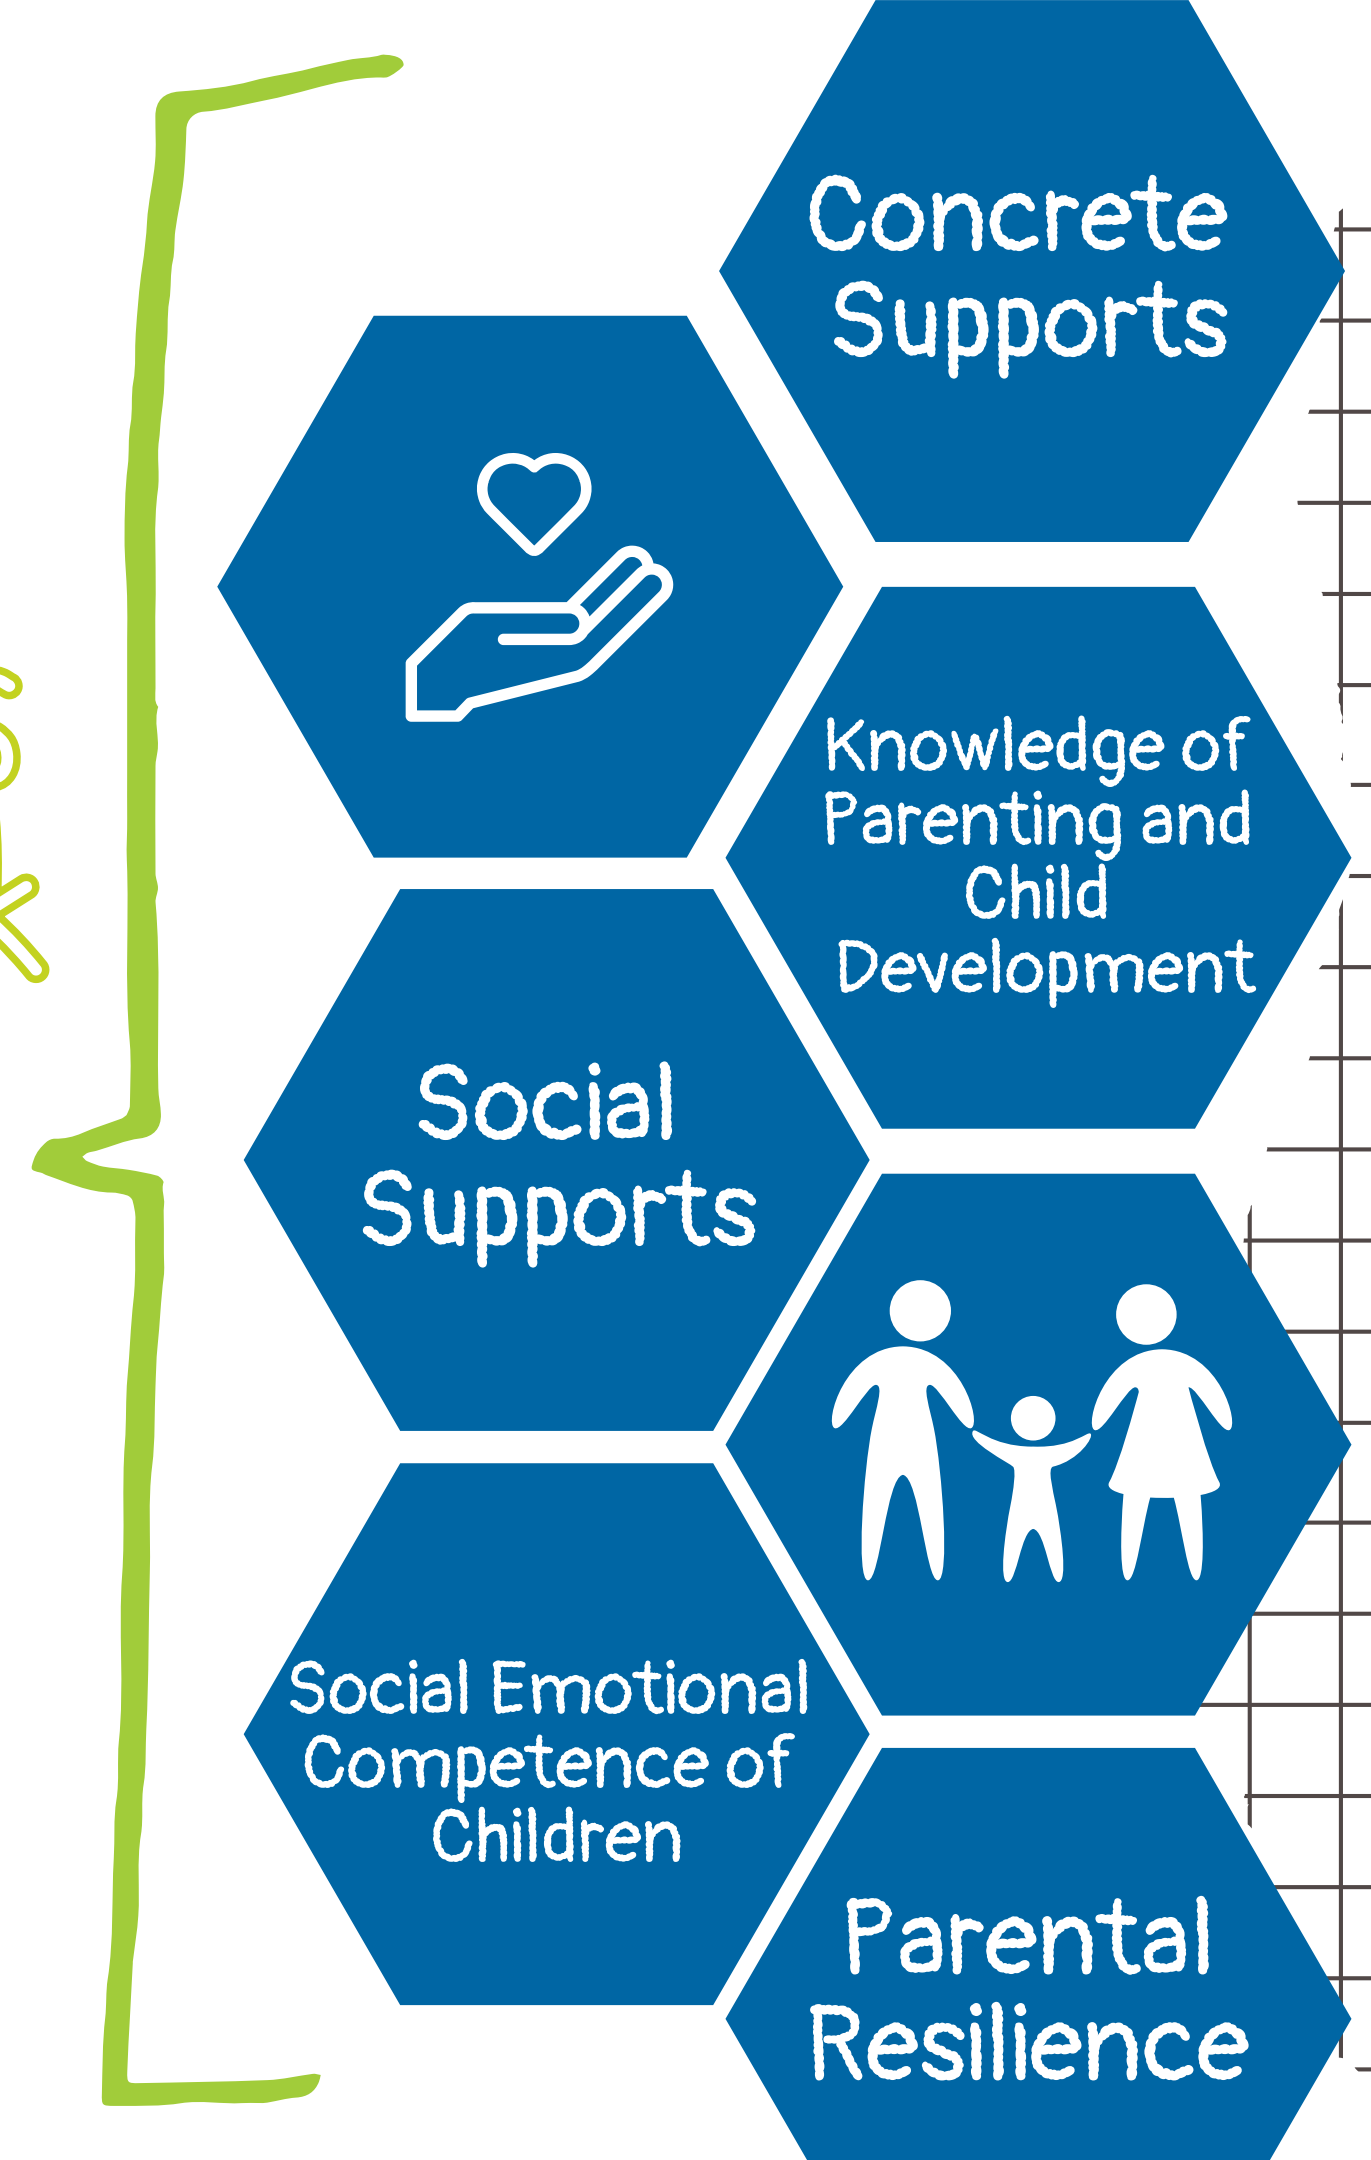 Concrete
Supports
Knowledge of
Parenting and
Child
Development
Social
Supports
Social Emotional
Competence of
Children
Parental
Resilience